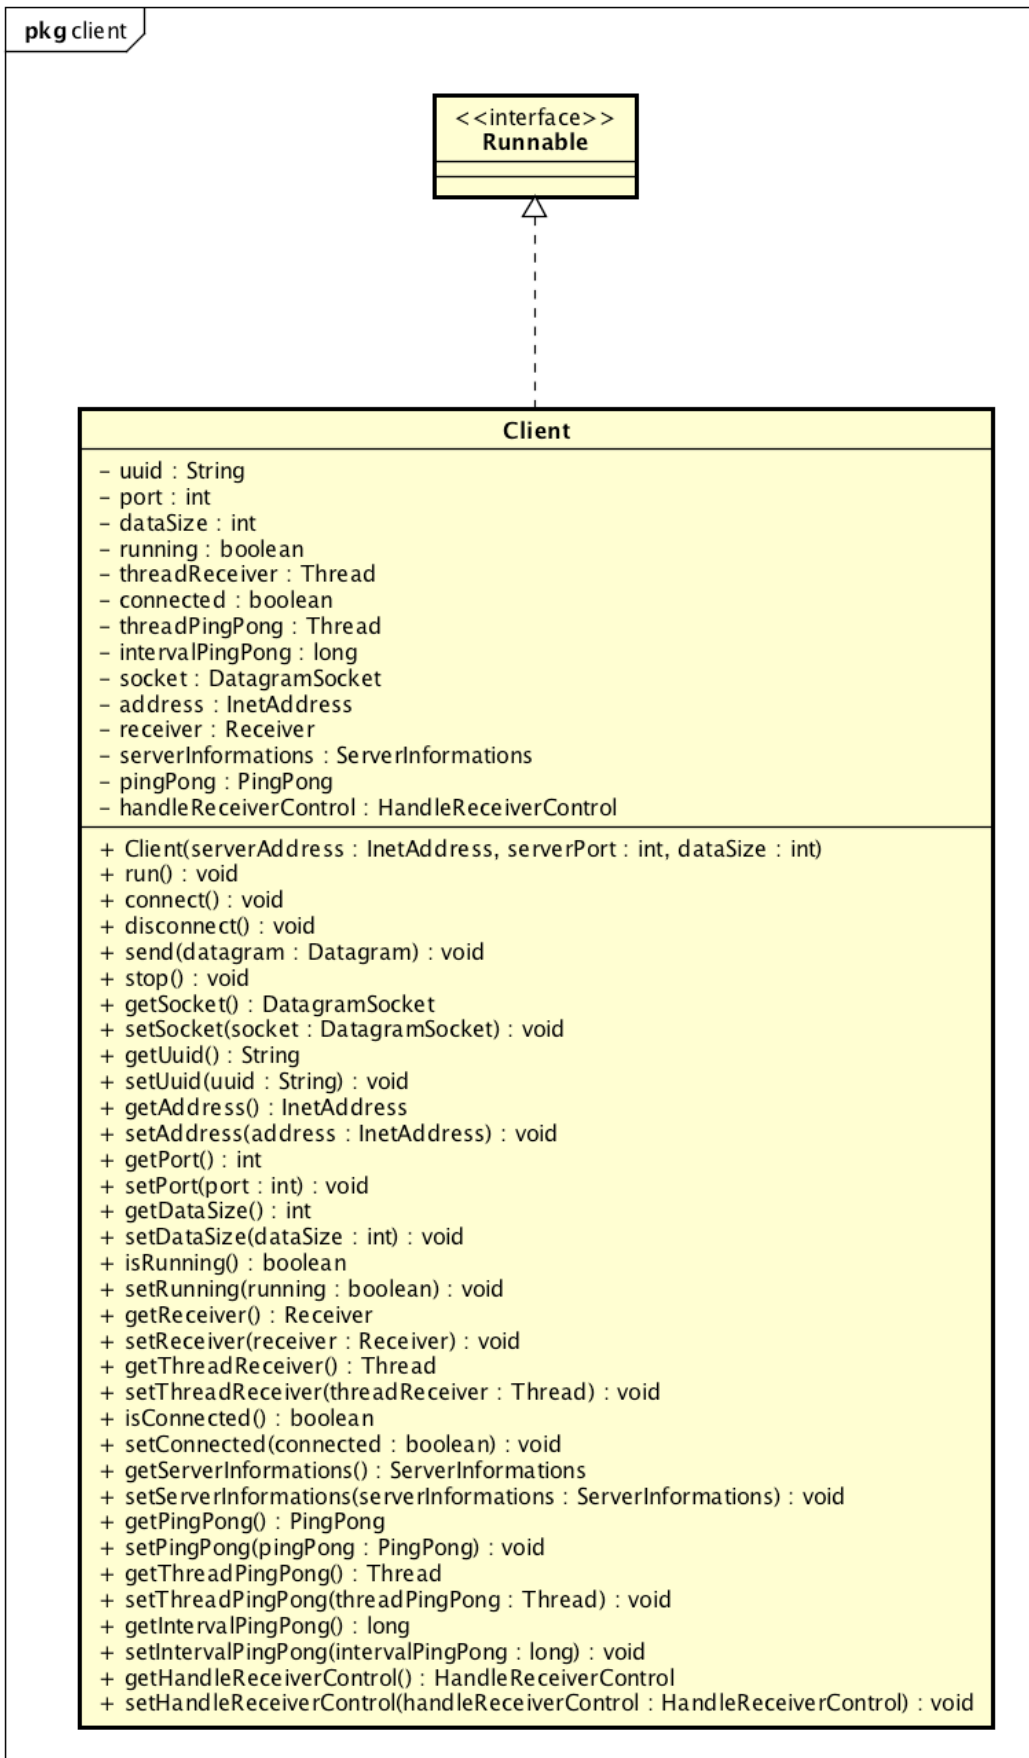 pkg client
<<interface>>
Runnable
Client
– uuid : String
– port : int
– dataSize : int
– running : boolean
– threadReceiver : Thread
– connected : boolean
– threadPingPong : Thread
– intervalPingPong : long
– socket : DatagramSocket
– address : InetAddress
– receiver : Receiver
– serverInformations : ServerInformations
– pingPong : PingPong
– handleReceiverControl : HandleReceiverControl
+ Client(serverAddress : InetAddress, serverPort : int, dataSize : int)
+ run() : void
+ connect() : void
+ disconnect() : void
+ send(datagram : Datagram) : void
+ stop() : void
+ getSocket() : DatagramSocket
+ setSocket(socket : DatagramSocket) : void
+ getUuid() : String
+ setUuid(uuid : String) : void
+ getAddress() : InetAddress
+ setAddress(address : InetAddress) : void
+ getPort() : int
+ setPort(port : int) : void
+ getDataSize() : int
+ setDataSize(dataSize : int) : void
+ isRunning() : boolean
+ setRunning(running : boolean) : void
+ getReceiver() : Receiver
+ setReceiver(receiver : Receiver) : void
+ getThreadReceiver() : Thread
+ setThreadReceiver(threadReceiver : Thread) : void
+ isConnected() : boolean
+ setConnected(connected : boolean) : void
+ getServerInformations() : ServerInformations
+ setServerInformations(serverInformations : ServerInformations) : void
+ getPingPong() : PingPong
+ setPingPong(pingPong : PingPong) : void
+ getThreadPingPong() : Thread
+ setThreadPingPong(threadPingPong : Thread) : void
+ getIntervalPingPong() : long
+ setIntervalPingPong(intervalPingPong : long) : void
+ getHandleReceiverControl() : HandleReceiverControl
+ setHandleReceiverControl(handleReceiverControl : HandleReceiverControl) : void